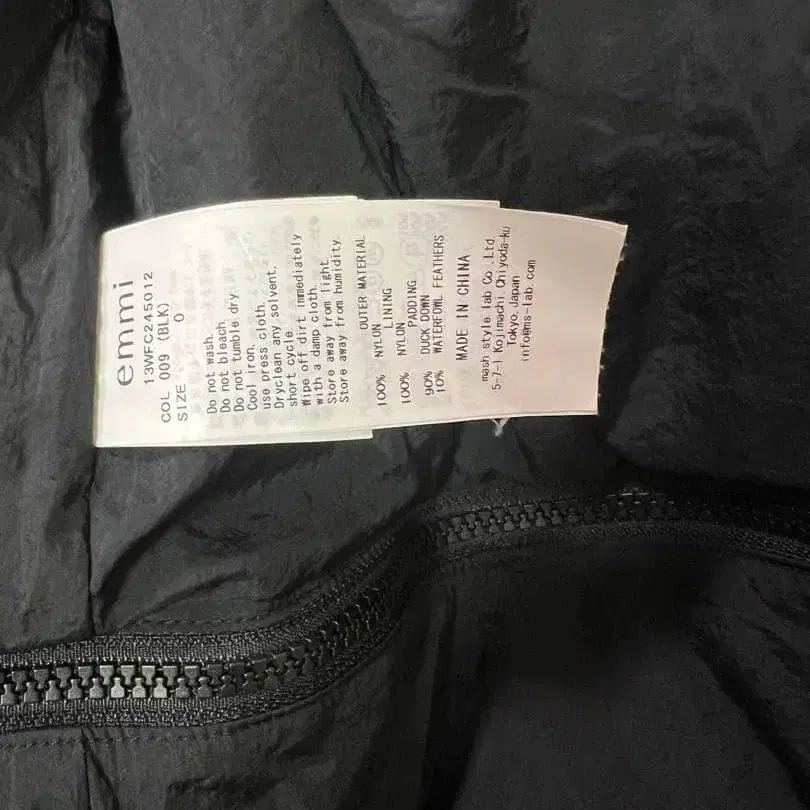 emmi
13WFC245012
COL 009 (BLK)
SIZE 0
Do not wash.
Do not bleach.
Do not tumble dry.
Cool iron.
use press cloth.
Dryclean any solvent,
short cycle.
Wipe off dirt immediately
with a damp cloth.
Store away from light.
Store away from humidity.
OUTER MATERIAL
100% NYLON
LINING
100% NYLON
PADDING
90% DUCK DOWN
10% WATERFOWL FEATHERS
MADE IN CHINA
mash style lab Co.,Ltd.
5-7-1 Kojimachi, Chiyoda-ku
Tokyo, Japan
info@ms-lab.com